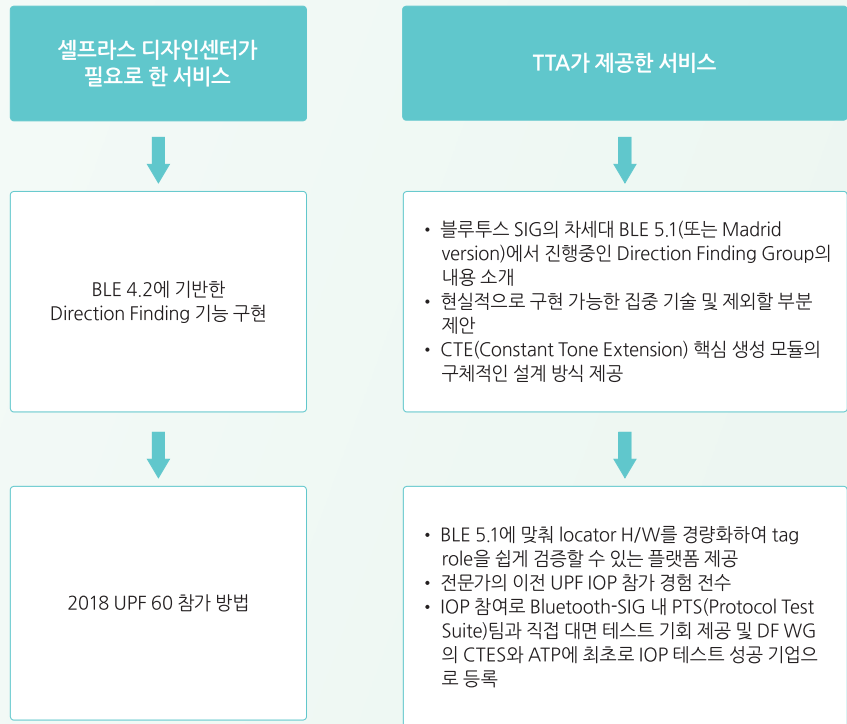 셀프라스 디자인센터가
필요로 한 서비스
TTA가 제공한 서비스
BLE 4.2에 기반한
Direction Finding 기능 구현
• 블루투스 SIG의 차세대 BLE 5.1(또는 Madrid
version)에서 진행중인 Direction Finding Group의
내용 소개
• 현실적으로 구현 가능한 집중 기술 및 제외할 부분
제안
• CTE(Constant Tone Extension) 핵심 생성 모듈의
구체적인 설계 방식 제공
2018 UPF 60 참가 방법
• BLE 5.1에 맞춰 locator H/W를 경량화하여 tag
role을 쉽게 검증할 수 있는 플랫폼 제공
• 전문가의 이전 UPF IOP 참가 경험 전수
• IOP 참여로 Bluetooth-SIG 내 PTS(Protocol Test
Suite)팀과 직접 대면 테스트 기회 제공 및 DF WG
의 CTES와 ATP에 최초로 IOP 테스트 성공 기업으
로 등록